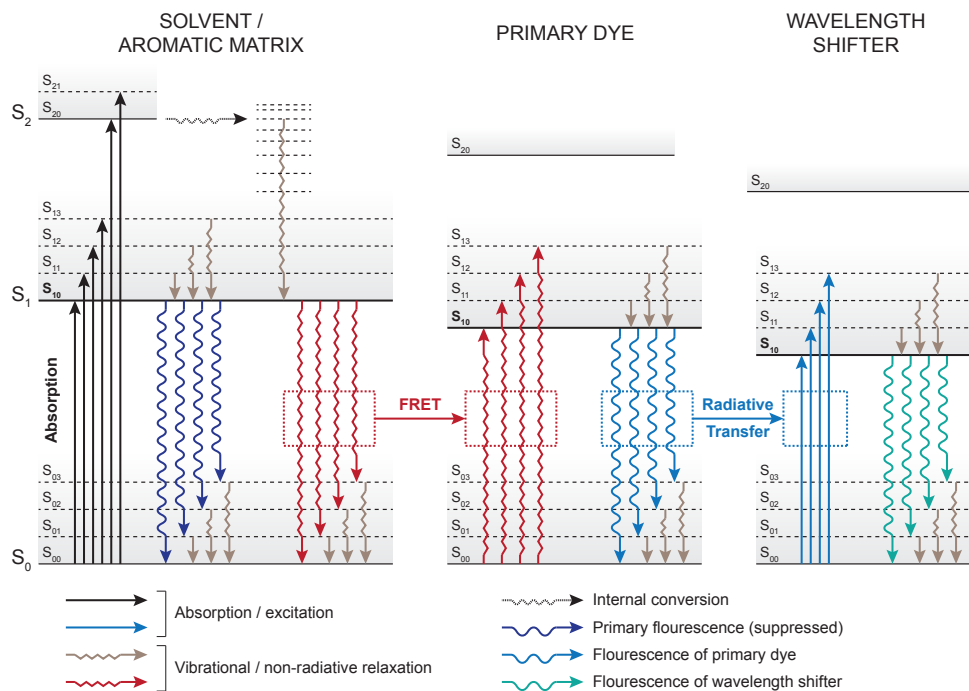 SOLVENT /
AROMATIC MATRIX
PRIMARY DYE
WAVELENGTH
SHIFTER
S21
S20
S2
S13
S12
S11
S10
S1
Absorption
S03
S02
S01
S00
S0
FRET
S20
S13
S12
S11
S10
S03
S02
S01
S00
Radiative
Transfer
S20
S13
S12
S11
S10
S03
S02
S01
S00
Absorption / excitation
Vibrational / non-radiative relaxation
Internal conversion
Primary flourescence (suppressed)
Flourescence of primary dye
Flourescence of wavelength shifter